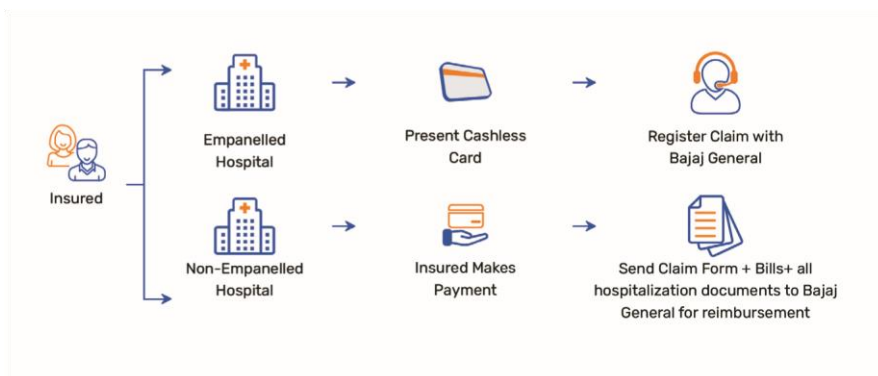 Insured
Empanelled
Hospital
Present Cashless
Card
Register Claim with
Bajaj General
Non-Empanelled
Hospital
Insured Makes
Payment
Send Claim Form + Bills+ all
hospitalization documents to Bajaj
General for reimbursement